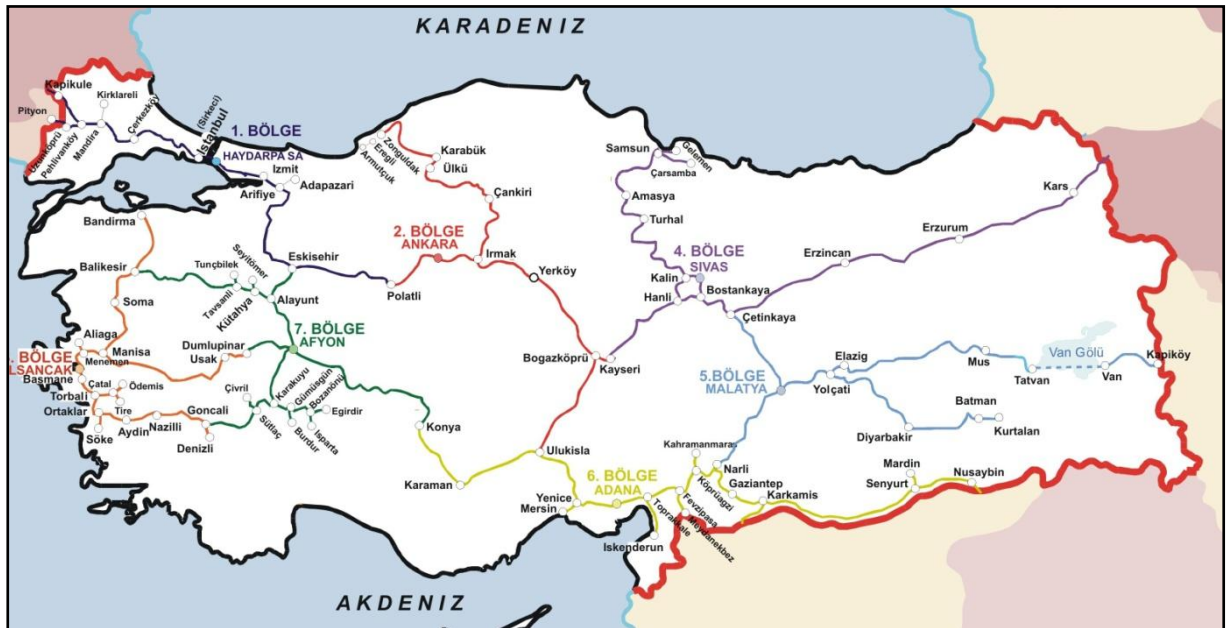 KARADENIZ
Kapikule
Kirklareli
Pityon
Uzunköprü
Pehlivanköy
Mandira
Çerkezköy
Istanbul
(Sirkeci)
1. BÖLGE
HAYDARPA SA
Izmit
Adapazari
Arifiye
Armutçuk
Eregli
Zonguldak
Karabük
Ülkü
Çankiri
Samsun
Gelemen
Çarsamba
Amasya
Turhal
Kars
Erzurum
Erzincan
Bandirma
Balikesir
Tunçbilek
Seyitömer
Tavsanli
Kütahya
Alayunt
Eskisehir
2. BÖLGE
ANKARA
Polatli
Irmak
Yerköy
4. BÖLGE
SIVAS
Kalin
Hanli
Bostankaya
Çetinkaya
Soma
Aliaga
Manisa
Menemon
. BÖLGE
LSANCAK
Basmane
Dumlupinar
Usak
7. BÖLGE
AFYON
Bogazköprü
Kayseri
5.BÖLGE
MALATYA
Elazig
Yolçati
Mus
Tatvan
Van Gölü
Van
Kapiköy
Çatal
Ödemis
Torbali
Tire
Ortaklar
Söke
Aydin
Nazilli
Goncali
Denizli
Çivril
Sütlaç
Karakuyu
Gümüsgün
Bozanönü
Egirdir
Burdur
Isparta
Batman
Kurtalan
Diyarbakir
Konya
Karaman
Ulukisla
Yenice
Mersin
6. BÖLGE
ADANA
Kahramanmaras
Narli
Köprüagzi
Gaziantep
Karkamis
Fevzipasa
Toprakkale
Meydanekbez
Iskenderun
Mardin
Senyurt
Nusaybin
AKDENIZ